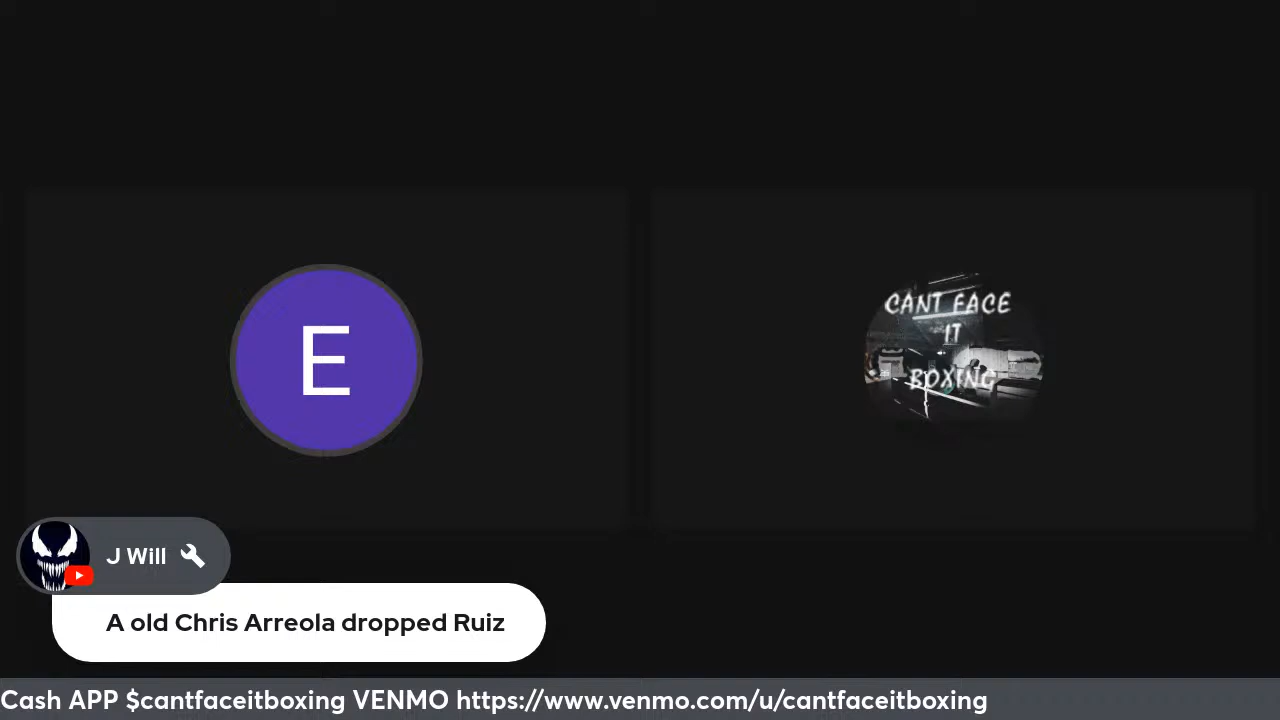 E
CANT FACE
IT
BOXING
J Will
A old Chris Arreola dropped Ruiz
Cash APP $cantfaceitboxing VENMO https://www.venmo.com/u/cantfaceitboxing